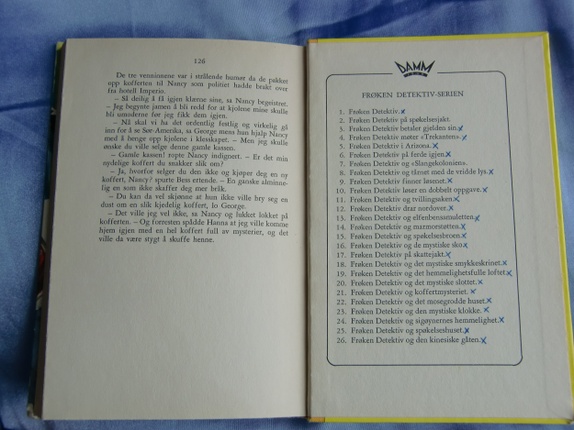 126
De tre venninnene var i strålende humør da de pakket
opp kofferten til Nancy som politiet hadde brakt over
fra hotell Imperio.
– Så deilig å få igjen klærne sine, sa Nancy begeistret.
– Jeg begynte jamen å bli redd for at kjolene mine skulle
bli umoderne før jeg fikk dem igjen.
– Nå skal vi ha det ordentlig festlig og virkelig gå
inn for å se Sør-Amerika, sa George mens hun hjalp Nancy
med å henge opp kjolene i klesskapet. – Men jeg skulle
ønske du ville selge denne gamle kassen.
– Gamle kassen! ropte Nancy indignert. – Er det min
nydelige koffert du snakker slik om?
– Ja, hvorfor selger du den ikke og kjøper deg en ny
koffert, Nancy? spurte Bess ertende. – En ganske alminne-
lig en som ikke skaffer deg mer bråk.
– Du kan vel skjønne at hun ikke ville bry seg en
døyt om en slik kjedelig koffert, lo George.
– Det ville jeg vel ikke, sa Nancy og lukket lokket på
kofferten. – Og forresten spådde Hanna at jeg ville komme
hjem igjen med en hel koffert full av mysterier, og det
ville da være stygt å skuffe henne.
DAMM
FRØKEN DETEKTIV-SERIEN
1. Frøken Detektiv. x
2. Frøken Detektiv på spøkelsesjakt.
3. Frøken Detektiv betaler gjelden sin x
4. Frøken Detektiv møter «Trekanten». x
5. Frøken Detektiv i Arizona. x
6. Frøken Detektiv på ferde igjen. x
7. Frøken Detektiv og «Slangekolonien».
8. Frøken Detektiv og tårnet med de vridde lys. x
9. Frøken Detektiv finner løsenet. x
10. Frøken Detektiv løser en dobbelt oppgave. x
11. Frøken Detektiv og tvillingsaken. x
12. Frøken Detektiv drar nordover. x
13. Frøken Detektiv og elfenbensamuletten. x
14. Frøken Detektiv og marmorstøtten. x
15. Frøken Detektiv og spøkelsesbroen. x
16. Frøken Detektiv og de mystiske sko. x
17. Frøken Detektiv på skattejakt. x
18. Frøken Detektiv og det mystiske smykkeskrinet. x
19. Frøken Detektiv og det hemmelighetsfulle loftet x
20. Frøken Detektiv og det mystiske slottet. x
21. Frøken Detektiv og koffertmysteriet. x
22. Frøken Detektiv og det mosegrodde huset. x
23. Frøken Detektiv og den mystiske klokke. x
24. Frøken Detektiv og sigøynernes hemmelighet. x
25. Frøken Detektiv og spøkelseshuset. x
26. Frøken Detektiv og den kinesiske gåten. x